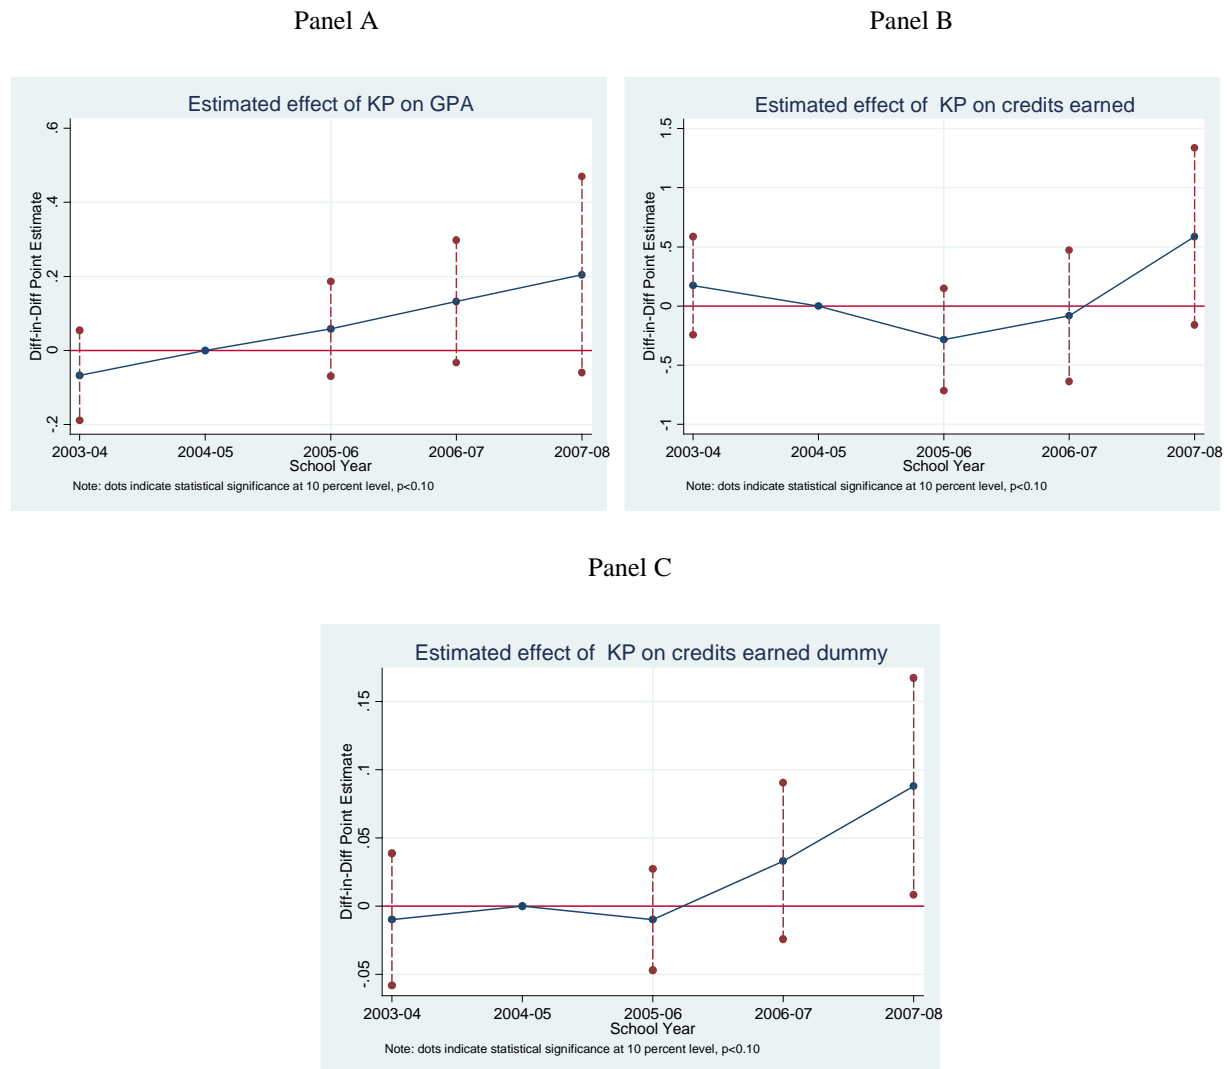 Panel A
Panel B
Estimated effect of KP on GPA
Diff-in-Diff Point Estimate
.6
.4
.2
0
-.2
2003-04 2004-05 2005-06 2006-07 2007-08
School Year
Note: dots indicate statistical significance at 10 percent level, p<0.10
Estimated effect of KP on credits earned
Diff-in-Diff Point Estimate
1.5
1
.5
0
-.5
-1
2003-04 2004-05 2005-06 2006-07 2007-08
School Year
Note: dots indicate statistical significance at 10 percent level, p<0.10
Panel C
Estimated effect of KP on credits earned dummy
Diff-in-Diff Point Estimate
.15
.1
.05
0
-.05
2003-04 2004-05 2005-06 2006-07 2007-08
School Year
Note: dots indicate statistical significance at 10 percent level, p<0.10